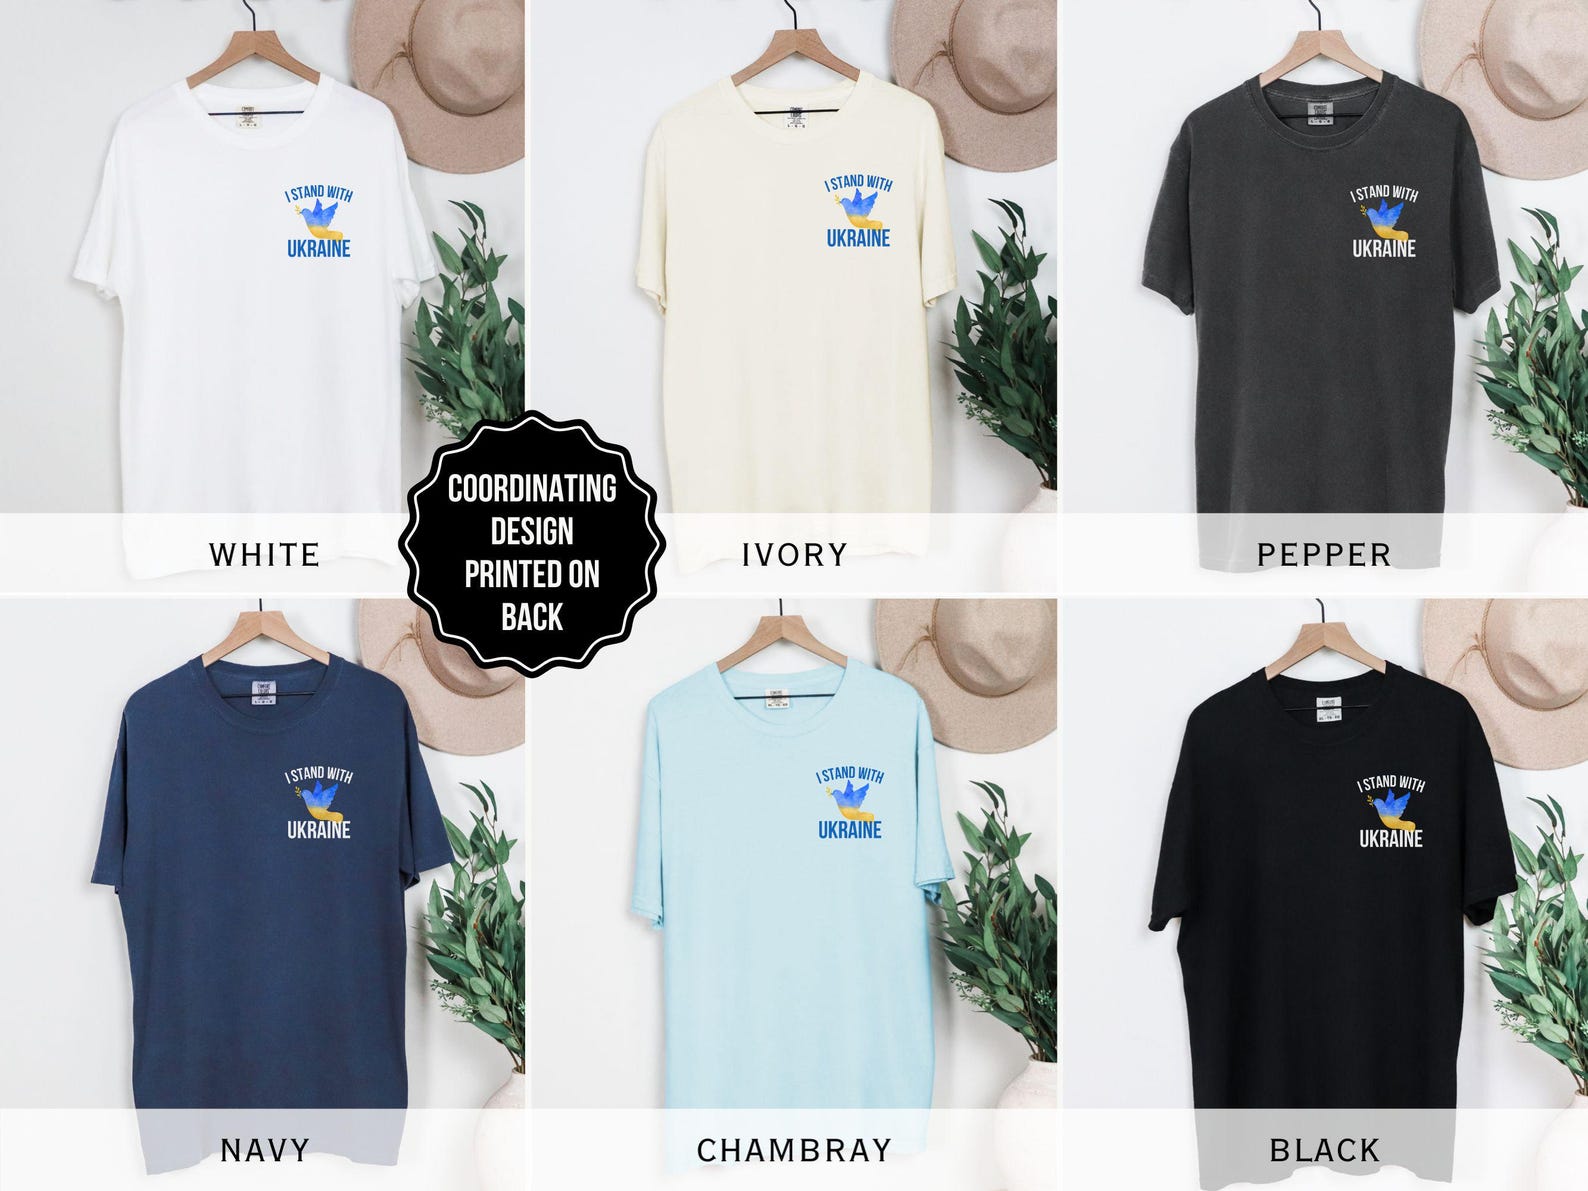 I STAND WITH
UKRAINE
WHITE
I STAND WITH
UKRAINE
IVORY
I STAND WITH
UKRAINE
PEPPER
COORDINATING
DESIGN
PRINTED ON
BACK
I STAND WITH
UKRAINE
NAVY
I STAND WITH
UKRAINE
CHAMBRAY
I STAND WITH
UKRAINE
BLACK